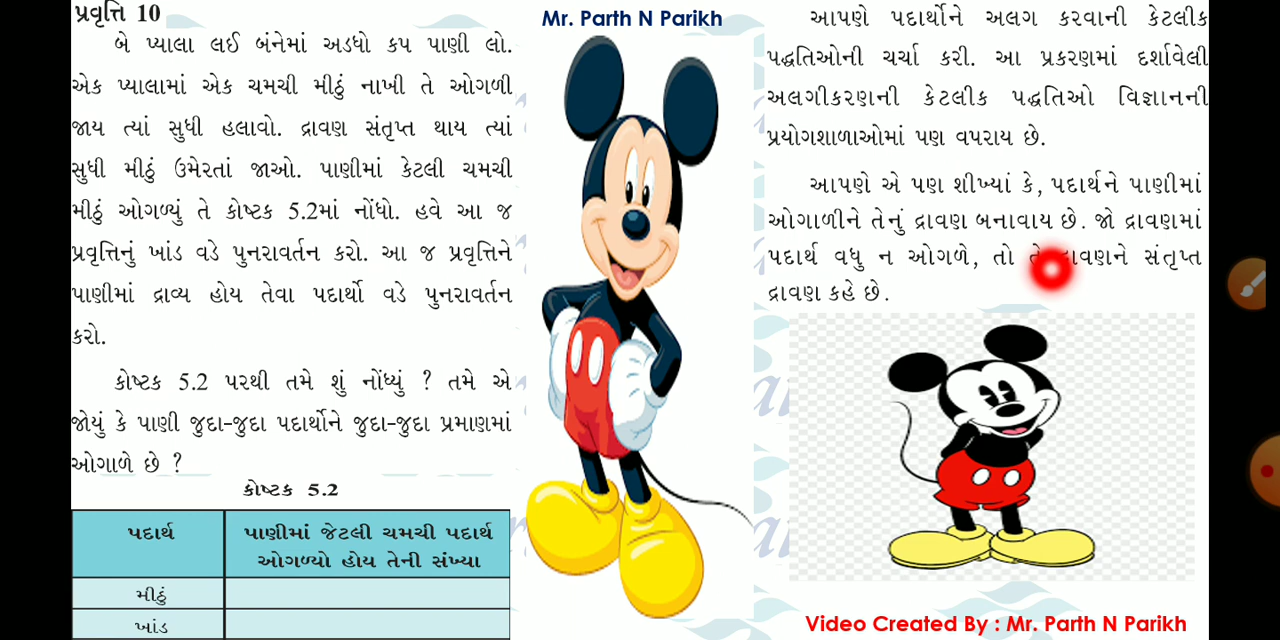 પ્રવૃત્તિ 10
બે પ્યાલા લઈ બંનેમાં અડધો કપ પાણી લો.
એક પ્યાલામાં એક ચમચી મીઠું નાખી તે ઓગળી
જાય ત્યાં સુધી હલાવો. દ્રાવણ સંતૃપ્ત થાય ત્યાં
સુધી મીઠું ઉમેરતાં જાઓ. પાણીમાં કેટલી ચમચી
મીઠું ઓગળ્યું તે કોષ્ટક 5.2માં નોંધો. હવે આ જ
પ્રવૃત્તિનું ખાંડ વડે પુનરાવર્તન કરો. આ જ પ્રવૃત્તિને
પાણીમાં દ્રાવ્ય હોય તેવા પદાર્થો વડે પુનરાવર્તન
કરો.
કોષ્ટક 5.2 પરથી તમે શું નોંધ્યું ? તમે એ
જોયું કે પાણી જુદા-જુદા પદાર્થોને જુદા-જુદા પ્રમાણમાં
ઓગાળે છે ?
કોષ્ટક 5.2
પદાર્થ
પાણીમાં જેટલી ચમચી પદાર્થ
ઓગળ્યો હોય તેની સંખ્યા
મીઠું
ખાંડ
Mr. Parth N Parikh
આપણે પદાર્થોને અલગ કરવાની કેટલીક
પદ્ધતિઓની ચર્ચા કરી. આ પ્રકરણમાં દર્શાવેલી
અલગીકરણની કેટલીક પદ્ધતિઓ વિજ્ઞાનની
પ્રયોગશાળાઓમાં પણ વપરાય છે.
આપણે એ પણ શીખ્યાં કે, પદાર્થને પાણીમાં
ઓગાળીને તેનું દ્રાવણ બનાવાય છે. જો દ્રાવણમાં
પદાર્થ વધુ ન ઓગળે, તો સંતૃપ્ત
દ્રાવણ કહે છે.
Video Created By : Mr. Parth N Parikh